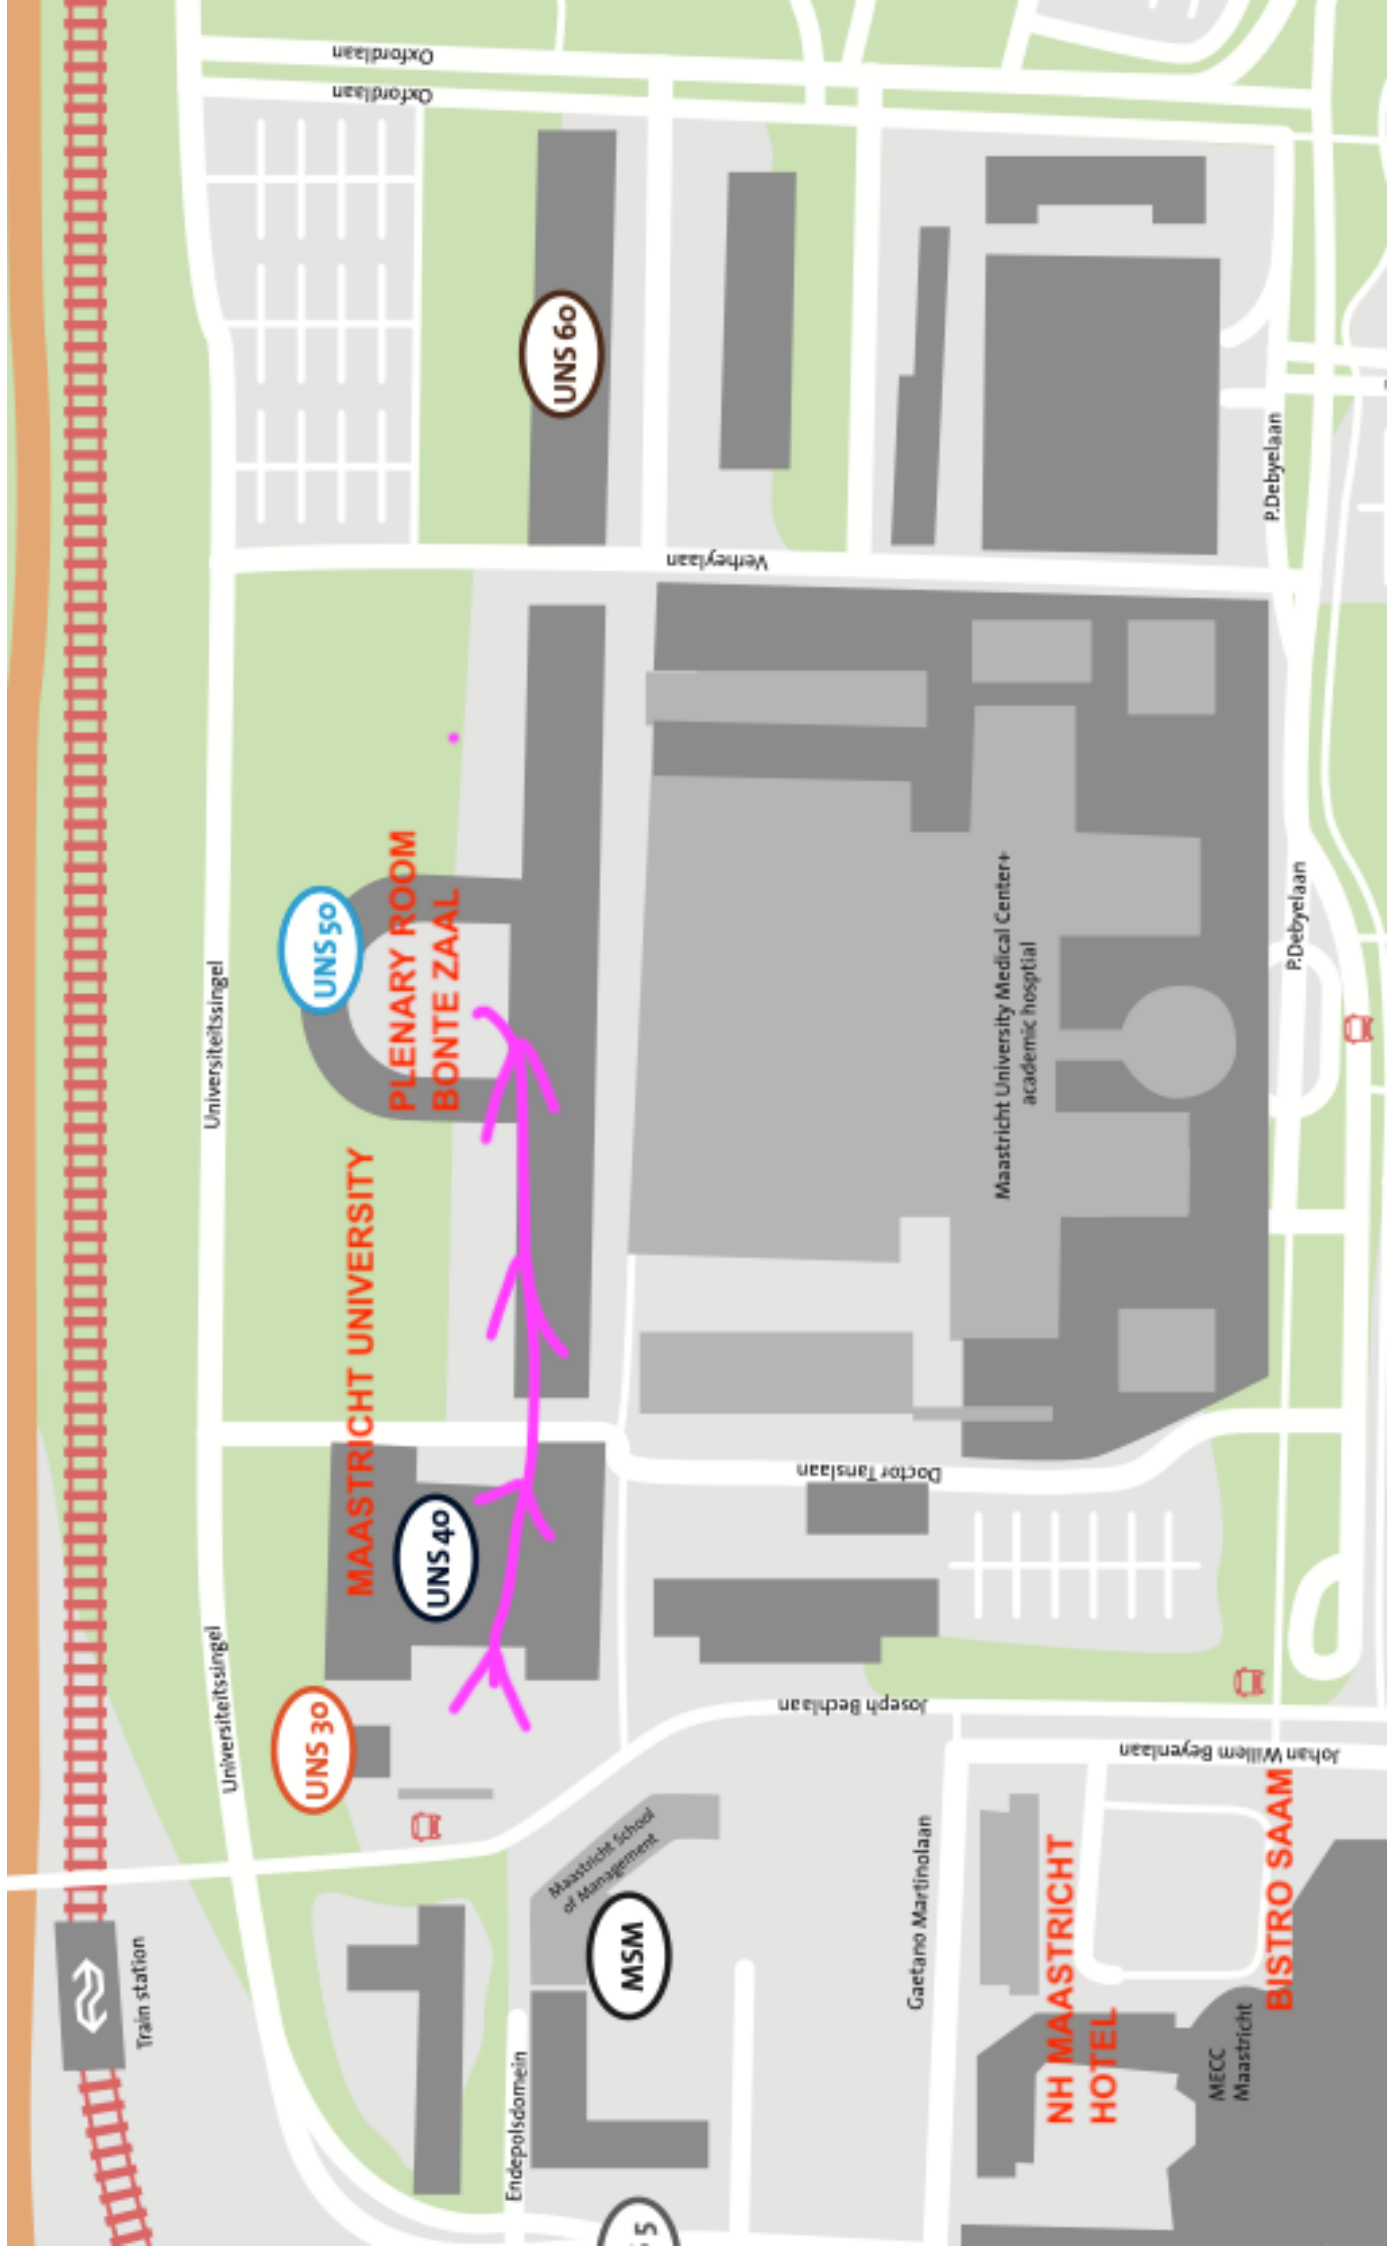 Oxfordlaan
Oxfordlaan
UNS 60
P.Debyelaan
Verheylaan
UNS 50
PLENARY ROOM
BONTE ZAAL
Universiteitssingel
MAASTRICHT UNIVERSITY
Maastricht University Medical Center+
academic hosptial
P.Debyelaan
UNS 40
Doctor Tanslaan
Universiteitssingel
UNS 30
Joseph Bechlaan
Johan Willem Beyenlaan
Maastricht School
of Management
MSM
Gaetano Martinolaan
NH MAASTRICHT
HOTEL
BISTRO SAAM
MECC
Maastricht
Train station
Endepolsdomein
5